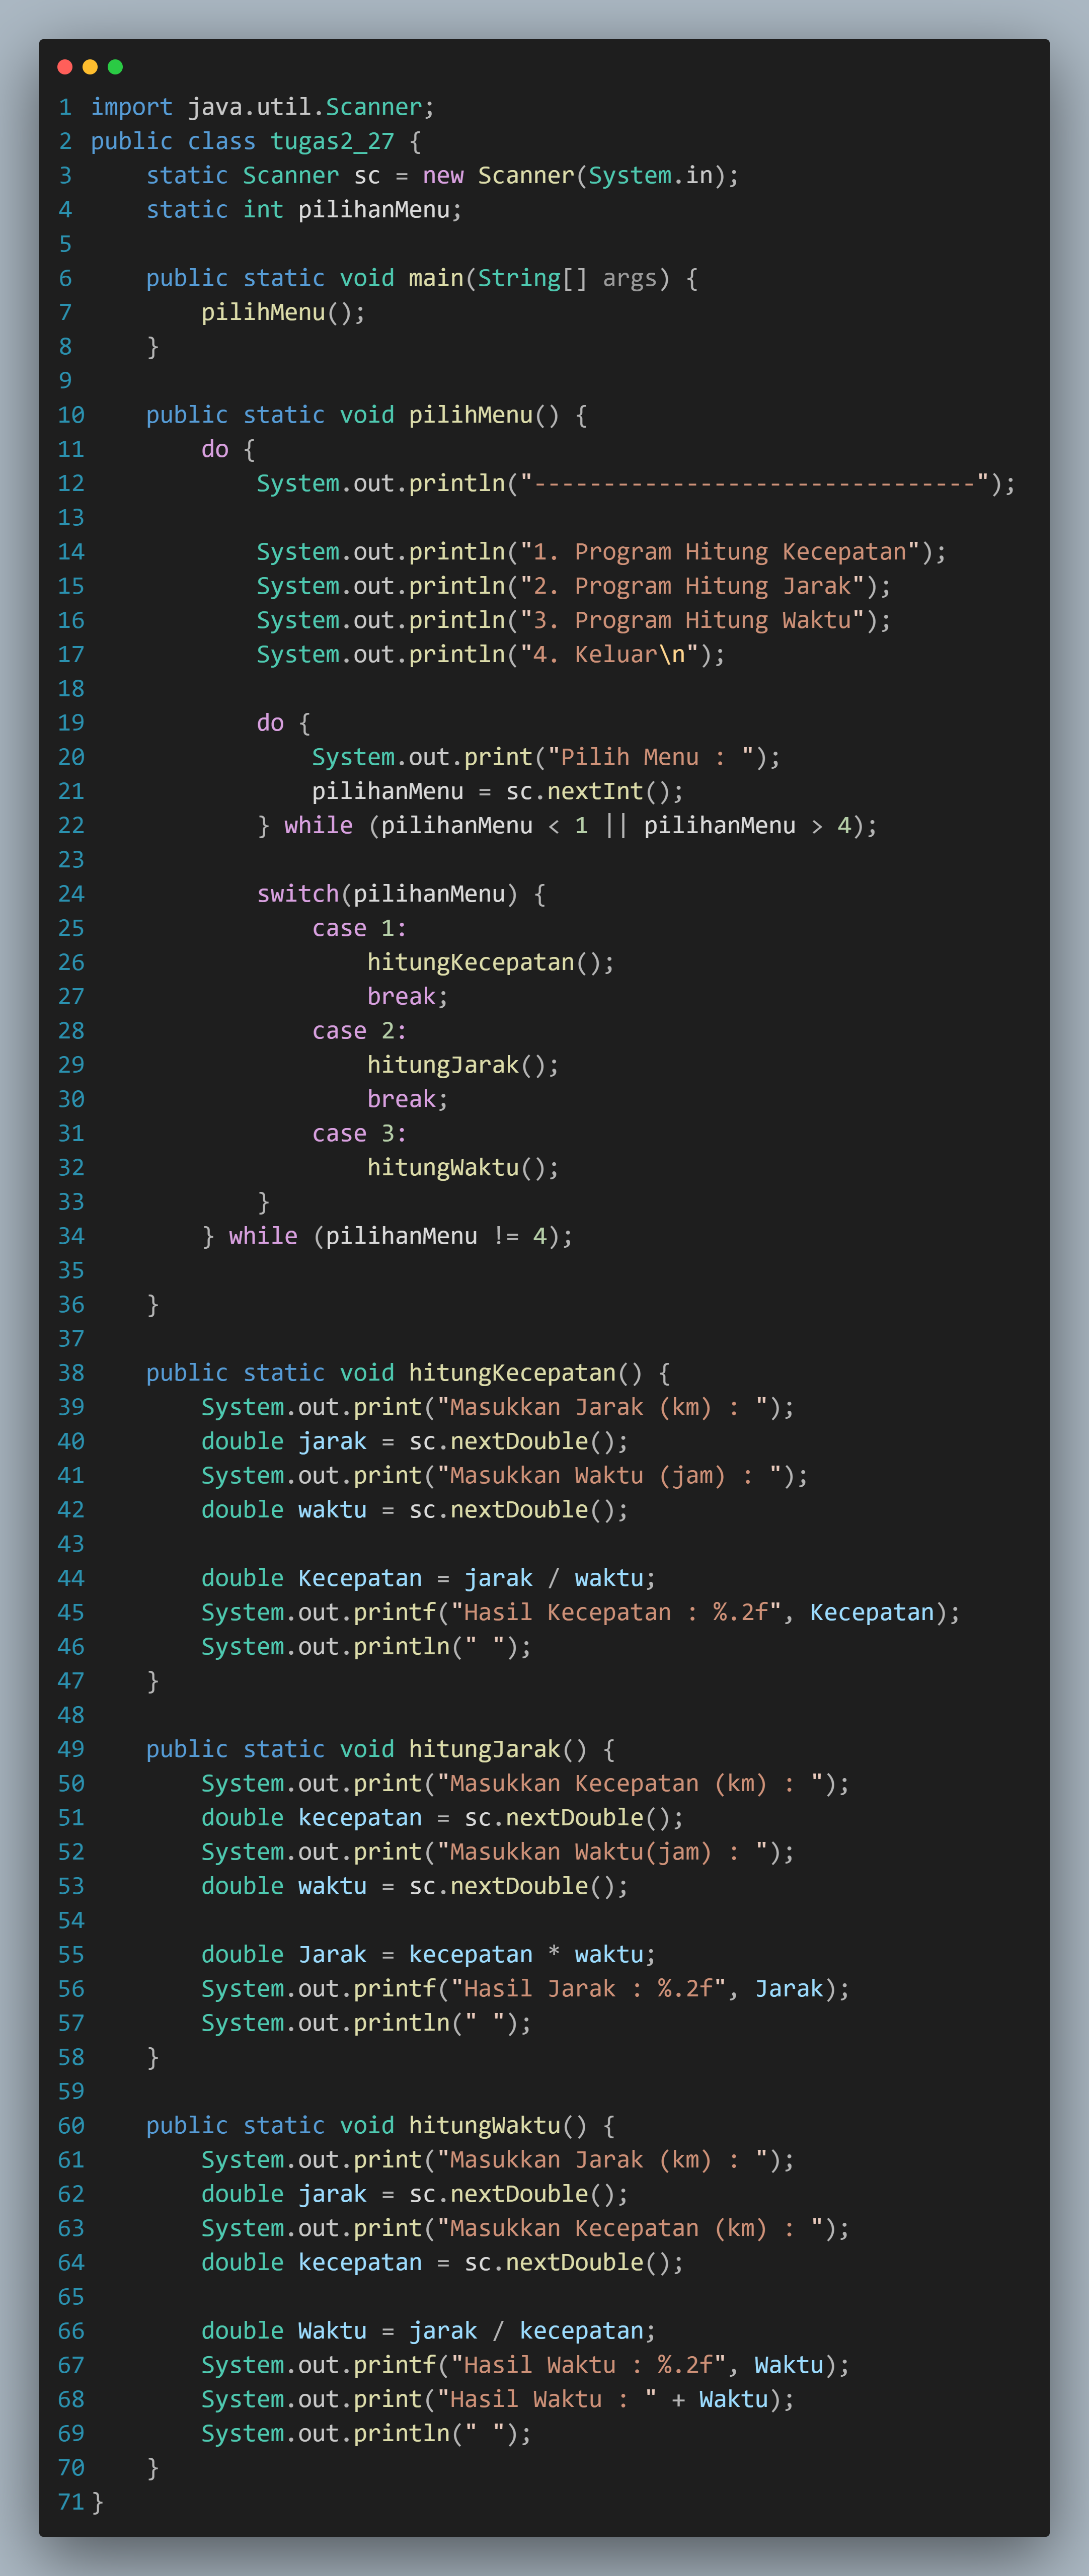 1 import java.util.Scanner;
2 public class tugas2_27 {
3     static Scanner sc = new Scanner(System.in);
4     static int pilihanMenu;
5
6     public static void main(String[] args) {
7         pilihMenu();
8     }
9
10     public static void pilihMenu() {
11         do {
12             System.out.println("--------------------------------");
13
14             System.out.println("1. Program Hitung Kecepatan");
15             System.out.println("2. Program Hitung Jarak");
16             System.out.println("3. Program Hitung Waktu");
17             System.out.println("4. Keluar\n");
18
19             do {
20                 System.out.print("Pilih Menu : ");
21                 pilihanMenu = sc.nextInt();
22             } while (pilihanMenu < 1 || pilihanMenu > 4);
23
24             switch(pilihanMenu) {
25                 case 1:
26                     hitungKecepatan();
27                     break;
28                 case 2:
29                     hitungJarak();
30                     break;
31                 case 3:
32                     hitungWaktu();
33             }
34         } while (pilihanMenu != 4);
35
36     }
37
38     public static void hitungKecepatan() {
39         System.out.print("Masukkan Jarak (km) : ");
40         double jarak = sc.nextDouble();
41         System.out.print("Masukkan Waktu (jam) : ");
42         double waktu = sc.nextDouble();
43
44         double Kecepatan = jarak / waktu;
45         System.out.printf("Hasil Kecepatan : %.2f", Kecepatan);
46         System.out.println(" ");
47     }
48
49     public static void hitungJarak() {
50         System.out.print("Masukkan Kecepatan (km) : ");
51         double kecepatan = sc.nextDouble();
52         System.out.print("Masukkan Waktu(jam) : ");
53         double waktu = sc.nextDouble();
54
55         double Jarak = kecepatan * waktu;
56         System.out.printf("Hasil Jarak : %.2f", Jarak);
57         System.out.println(" ");
58     }
59
60     public static void hitungWaktu() {
61         System.out.print("Masukkan Jarak (km) : ");
62         double jarak = sc.nextDouble();
63         System.out.print("Masukkan Kecepatan (km) : ");
64         double kecepatan = sc.nextDouble();
65
66         double Waktu = jarak / kecepatan;
67         System.out.printf("Hasil Waktu : %.2f", Waktu);
68         System.out.print("Hasil Waktu : " + Waktu);
69         System.out.println(" ");
70     }
71 }